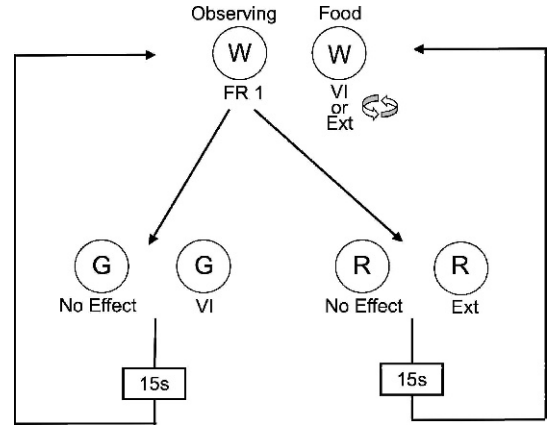 Observing Food
W W
FR 1 VI
or
Ext
G G R R
No Effect VI No Effect Ext
15s 15s